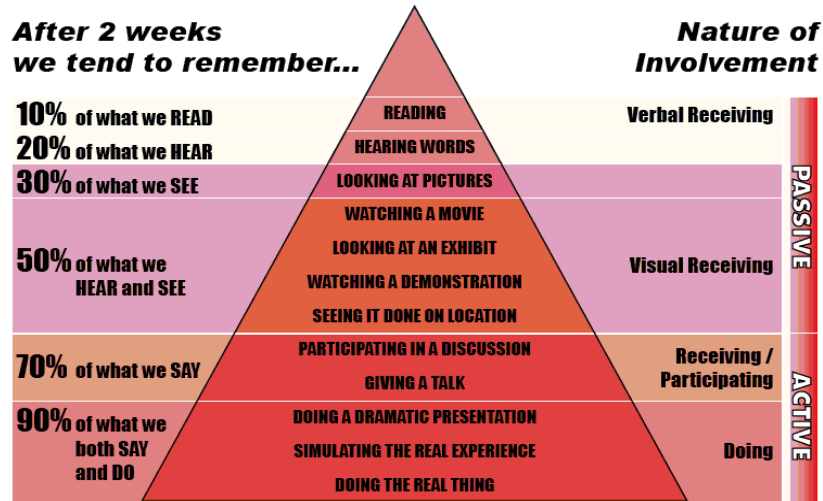 After 2 weeks
we tend to remember...
Nature of
Involvement
10% of what we READ
READING
Verbal Receiving
20% of what we HEAR
HEARING WORDS
30% of what we SEE
LOOKING AT PICTURES
WATCHING A MOVIE
LOOKING AT AN EXHIBIT
50% of what we
HEAR and SEE
WATCHING A DEMONSTRATION
SEEING IT DONE ON LOCATION
Visual Receiving
PASSIVE
70% of what we SAY
PARTICIPATING IN A DISCUSSION
GIVING A TALK
Receiving /
Participating
90% of what we
both SAY
and DO
DOING A DRAMATIC PRESENTATION
SIMULATING THE REAL EXPERIENCE
DOING THE REAL THING
Doing
ACTIVE